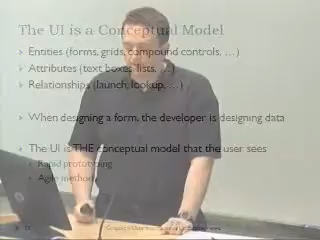 The UI is a Conceptual Model
Entities (forms, grids, compound controls, …)
Attributes (text boxes, lists, …)
Relationships (launch, lookup, …)
When designing a form, the developer is designing data
The UI is THE conceptual model that the user sees
Rapid prototyping
Agile methods